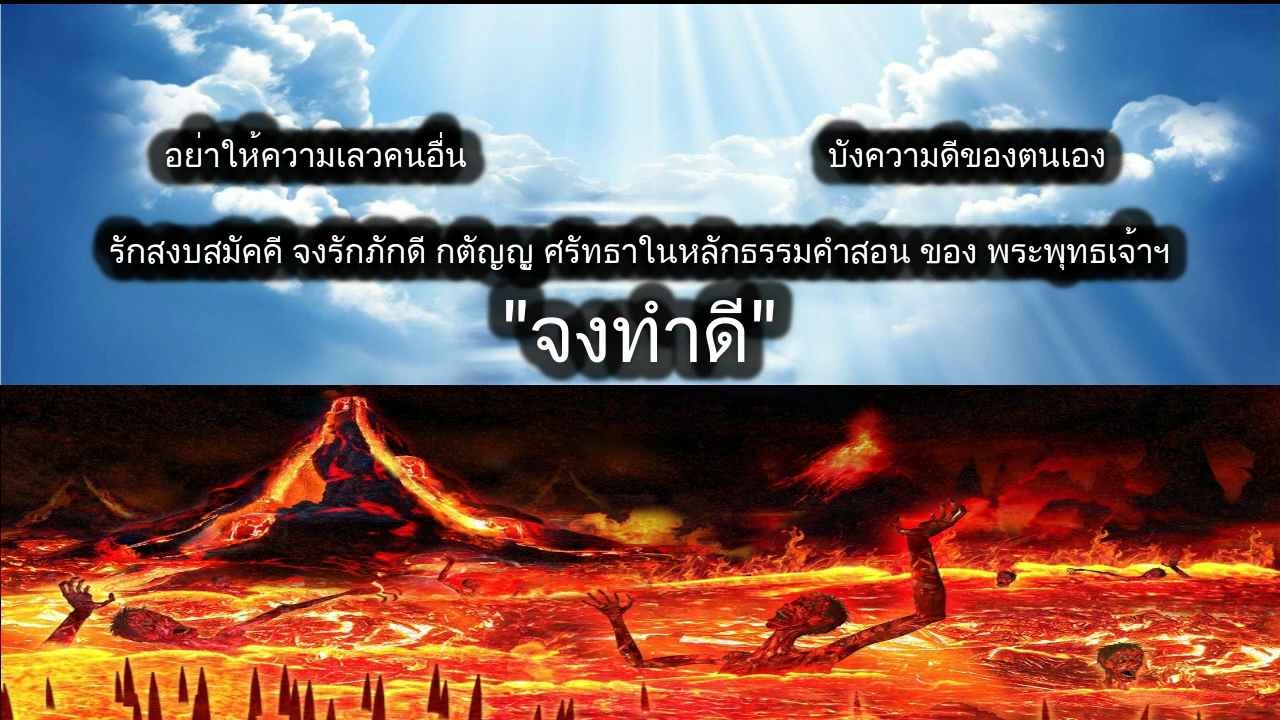 อย่าให้ความเลวคนอื่น บังความดีของตนเอง
รักสงบสมัคคี จงรักภักดี กตัญญู ศรัทธาในหลักธรรมคำสอน ของ พระพุทธเจ้าฯ
"จงทำดี"